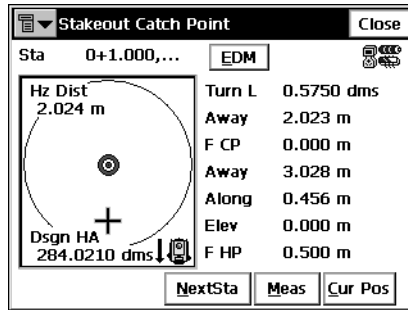 Stakeout Catch Point
Close
Sta 0+1.000,... EDM
Hz Dist
2.024 m
Dsgn HA
284.0210 dms
Turn L 0.5750 dms
Away 2.023 m
F CP 0.000 m
Away 3.028 m
Along 0.456 m
Elev 0.000 m
F HP 0.500 m
NextSta Meas Cur Pos